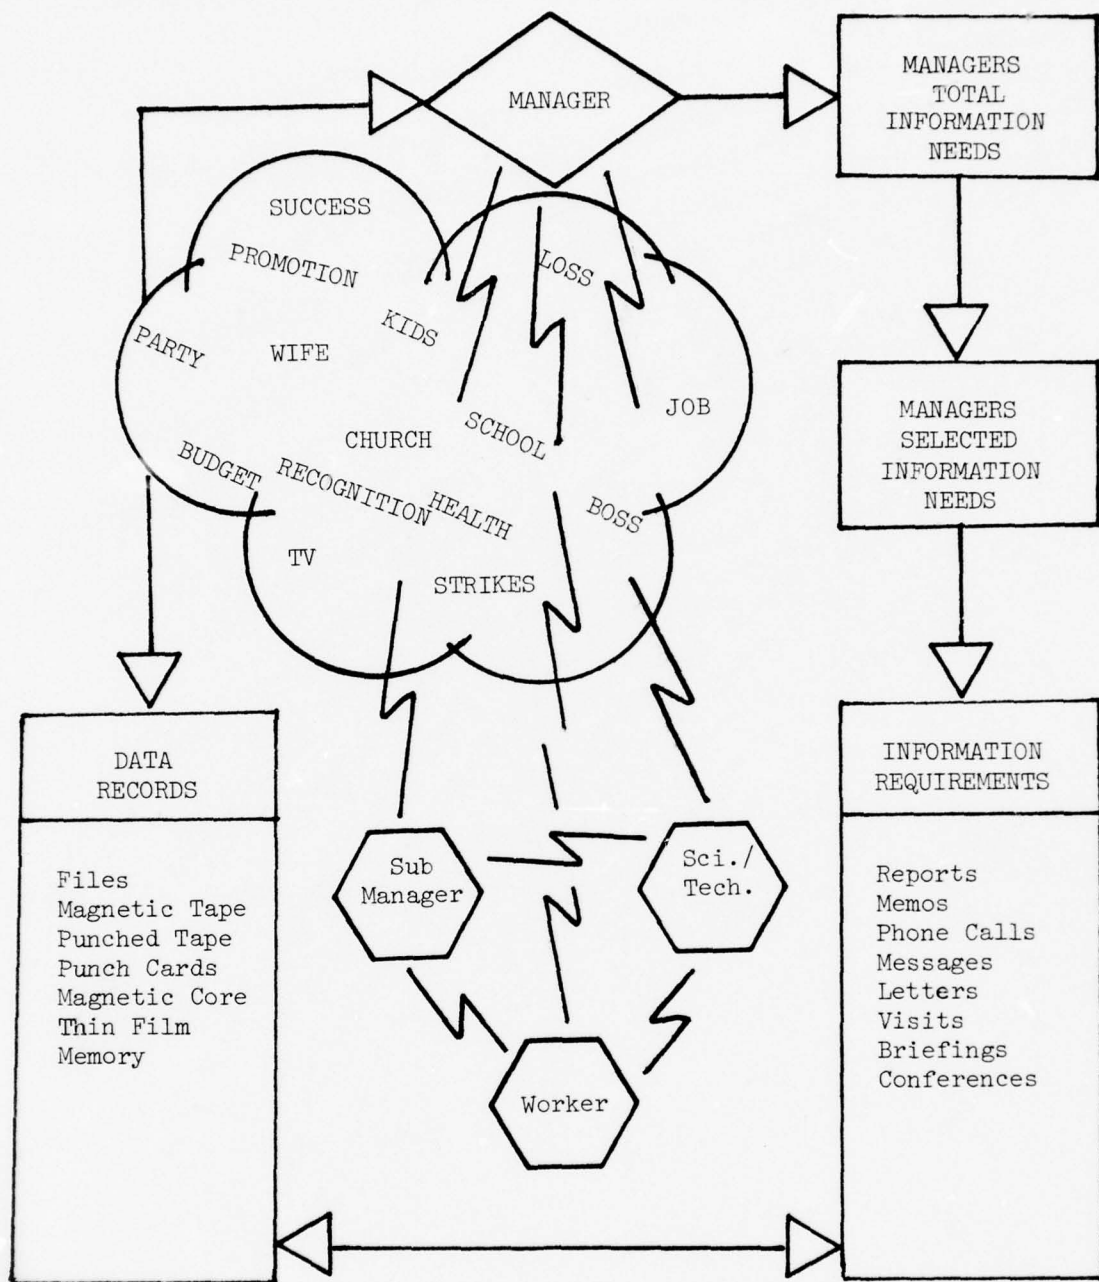 MANAGER
MANAGERS
TOTAL
INFORMATION
NEEDS
SUCCESS
PROMOTION
LOSS
KIDS
PARTY
WIFE
JOB
MANAGERS
SELECTED
INFORMATION
NEEDS
SCHOOL
CHURCH
BUDGET
RECOGNITION
HEALTH
BOSS
TV
STRIKES
DATA
RECORDS
Files
Magnetic Tape
Punched Tape
Punch Cards
Magnetic Core
Thin Film
Memory
Sub
Manager
Sci./
Tech.
Worker
INFORMATION
REQUIREMENTS
Reports
Memos
Phone Calls
Messages
Letters
Visits
Briefings
Conferences